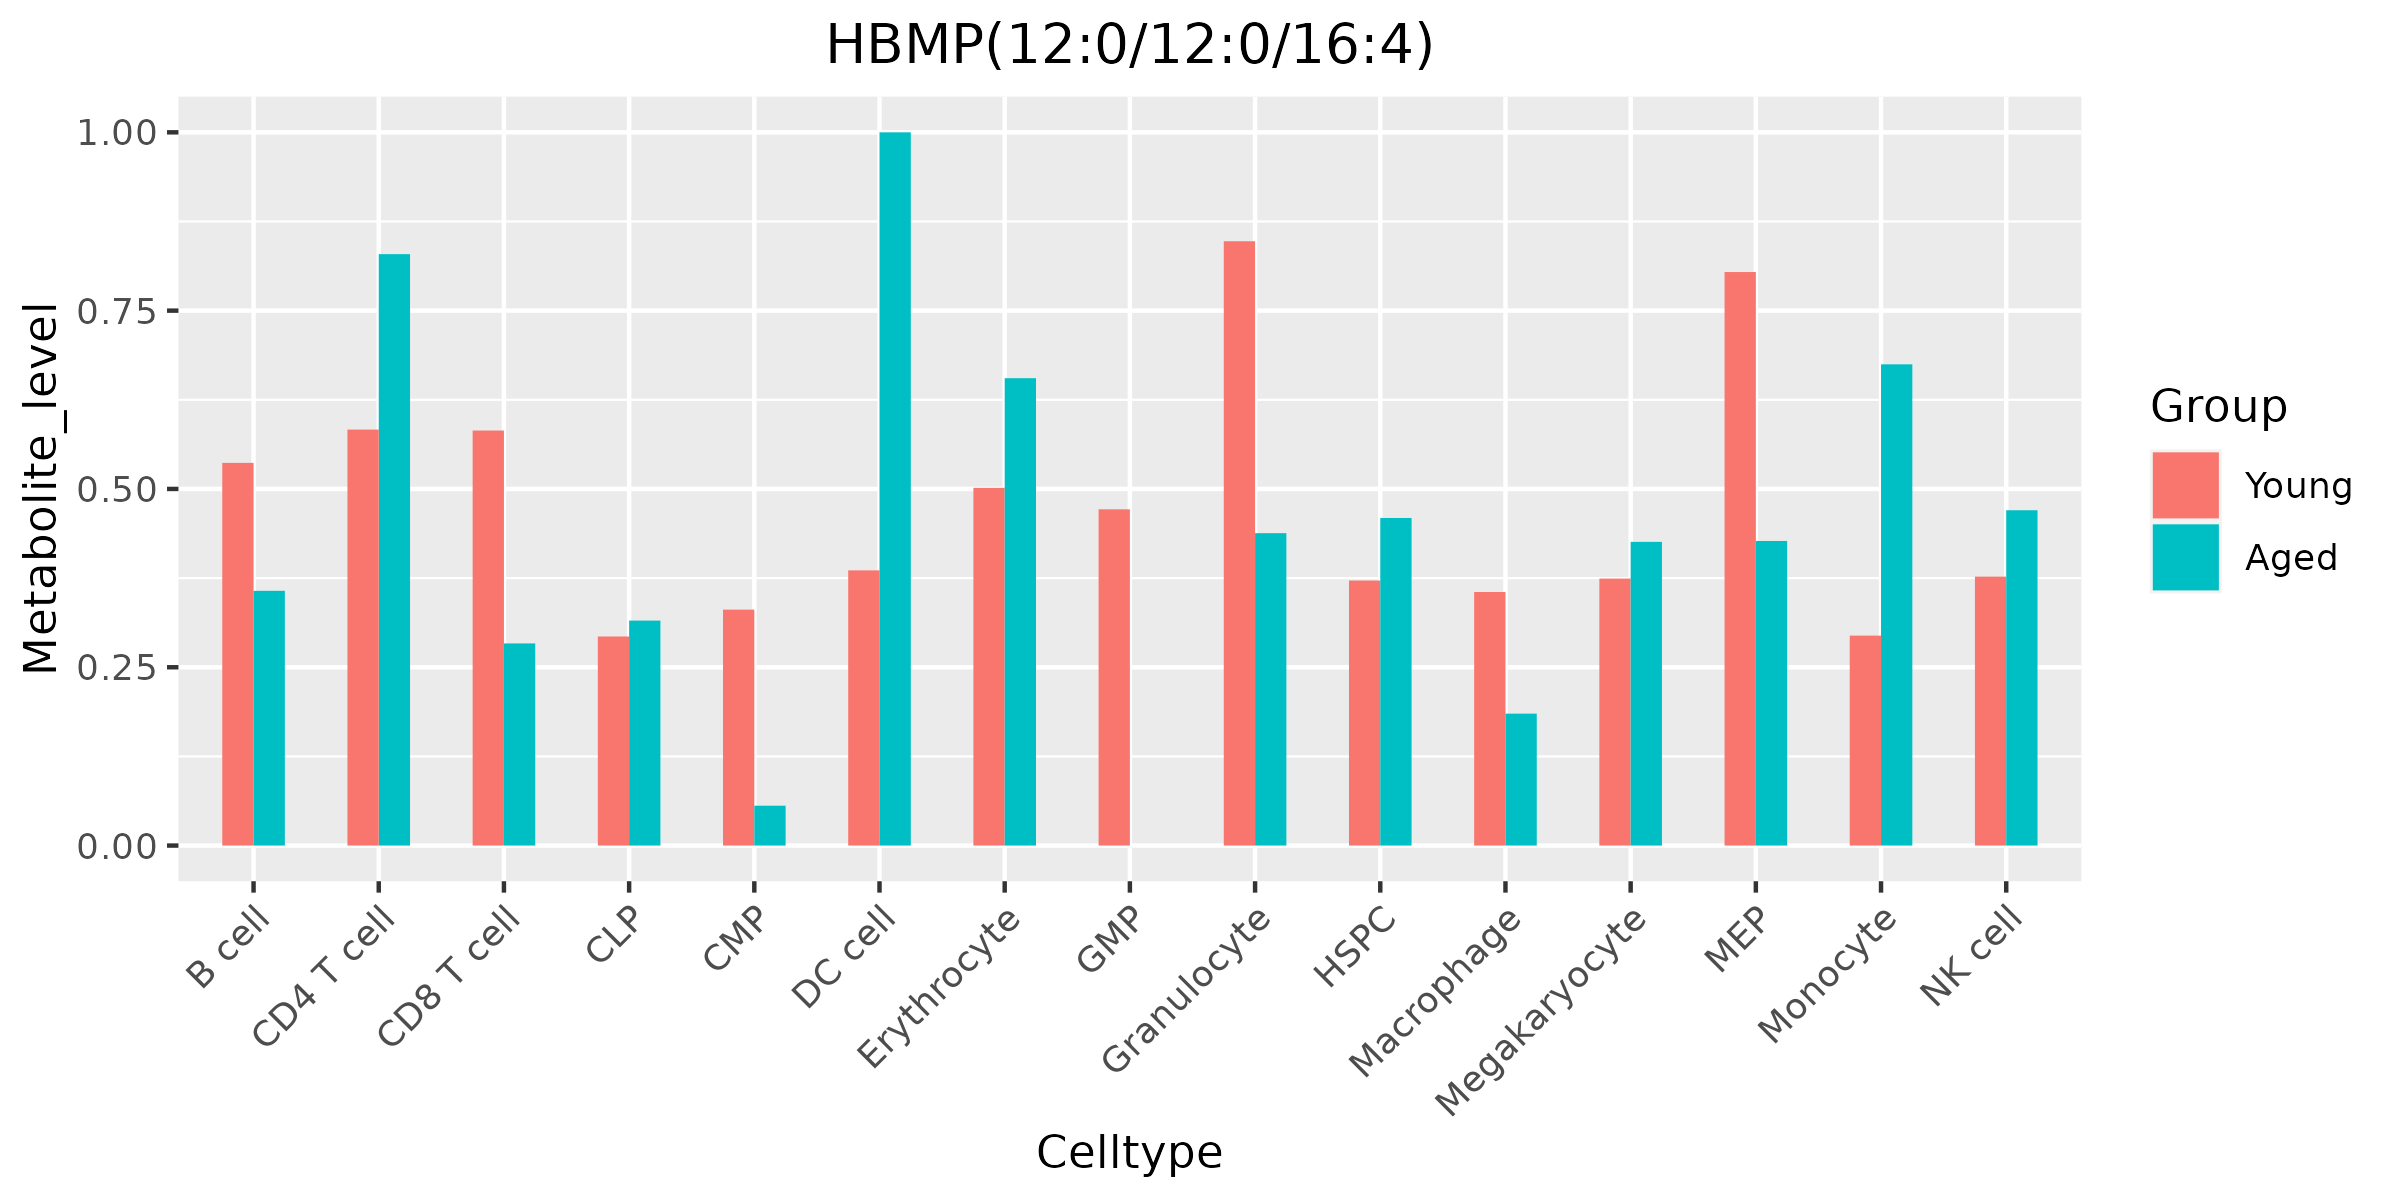 HBMP(12:0/12:0/16:4)
Metabolite_level
1.00
0.75
0.50
0.25
0.00
B cell
CD4 T cell
CD8 T cell
CLP
CMP
DC cell
Erythrocyte
GMP
Granulocyte
HSPC
Macrophage
Megakaryocyte
MEP
Monocyte
NK cell
Celltype
Group
Young
Aged